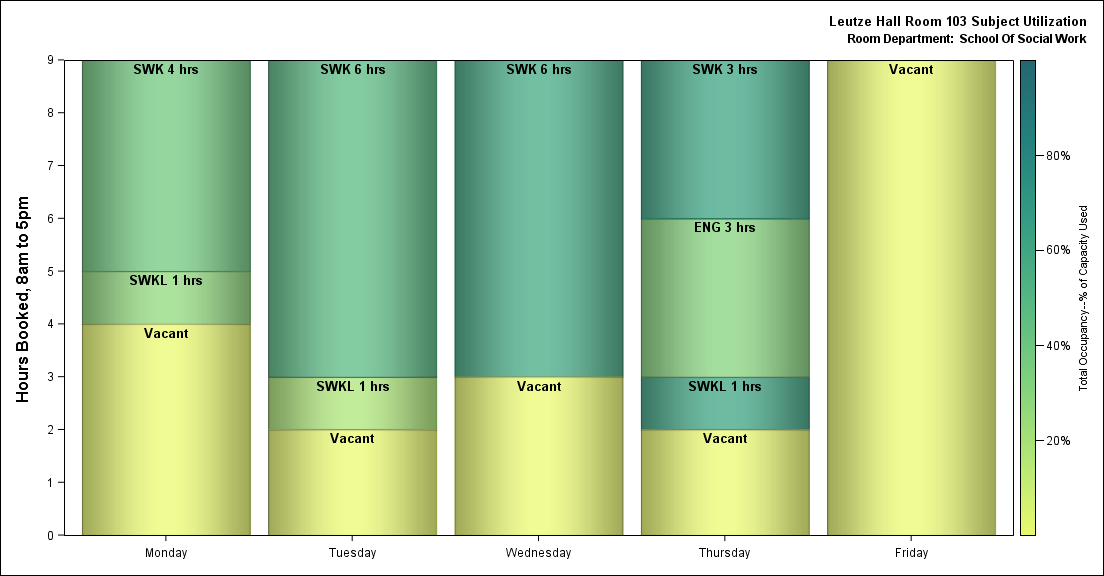 Leutze Hall Room 103 Subject Utilization
Room Department: School Of Social Work
Hours Booked, 8am to 5pm
9
8
7
6
5
4
3
2
1
0
SWK 4 hrs
SWKL 1 hrs
Vacant
SWK 6 hrs
SWKL 1 hrs
Vacant
SWK 6 hrs
Vacant
SWK 3 hrs
ENG 3 hrs
SWKL 1 hrs
Vacant
Vacant
Monday
Tuesday
Wednesday
Thursday
Friday
80%
60%
40%
20%
Total Occupancy--% of Capacity Used